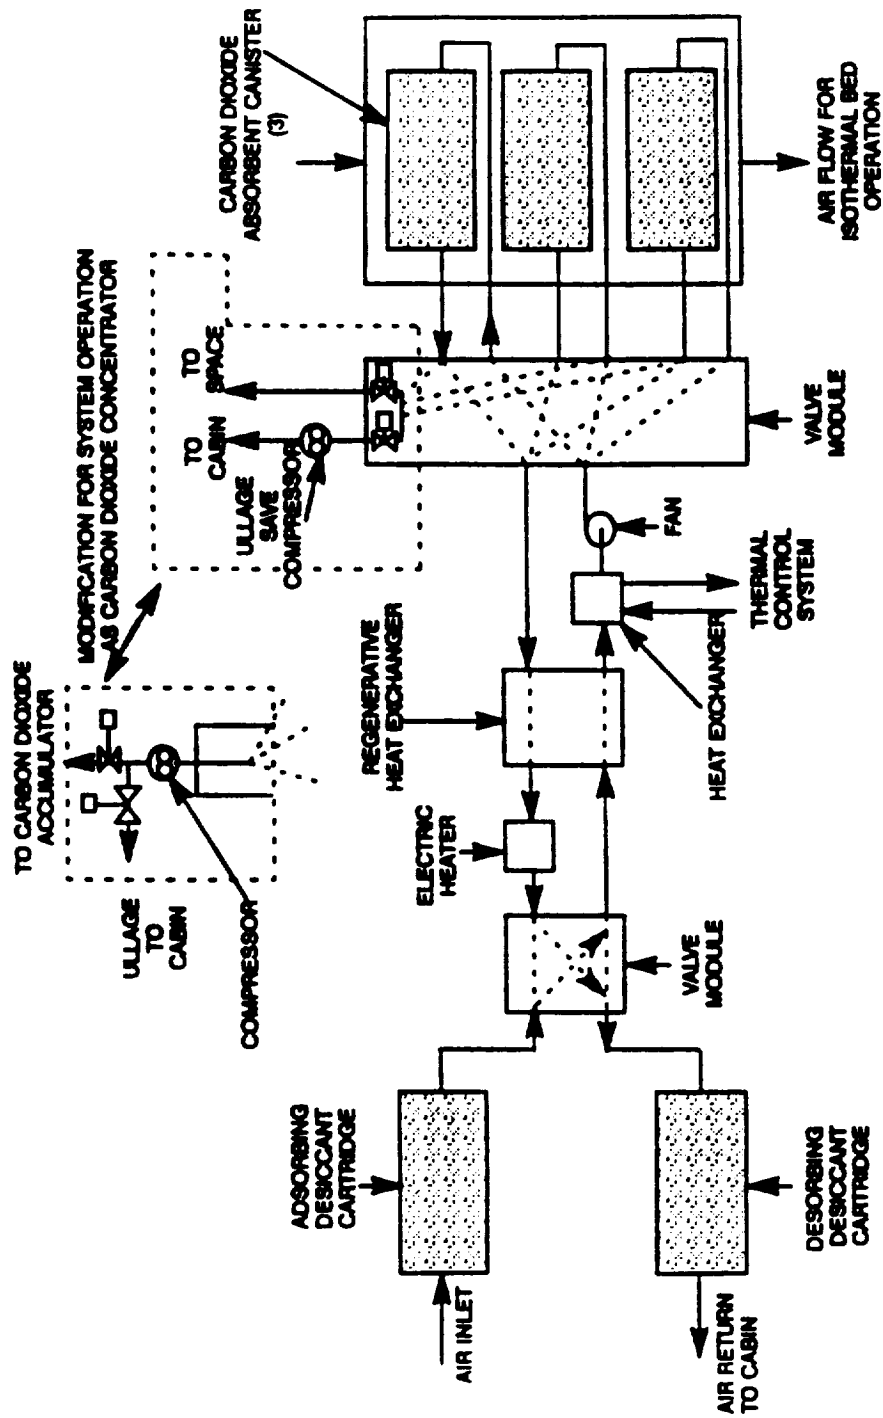 TO CARBON DIOXIDE
ACCUMULATOR
MODIFICATION FOR SYSTEM OPERATION
AS CARBON DIOXIDE CONCENTRATOR
CARBON DIOXIDE
ABSORBENT CANISTER
(3)
ULLAGE
TO
CABIN
COMPRESSOR
TO
CABIN
TO
SPACE
ULLAGE
SAVE
COMPRESSOR
ADSORBING
DESICCANT
CARTRIDGE
ELECTRIC
HEATER
REGENERATIVE
HEAT EXCHANGER
AIR INLET
VALVE
MODULE
HEAT EXCHANGER
THERMAL
CONTROL
SYSTEM
FAN
VALVE
MODULE
AIR FLOW FOR
ISOTHERMAL BED
OPERATION
AIR RETURN
TO CABIN
DESORBING
DESICCANT
CARTRIDGE